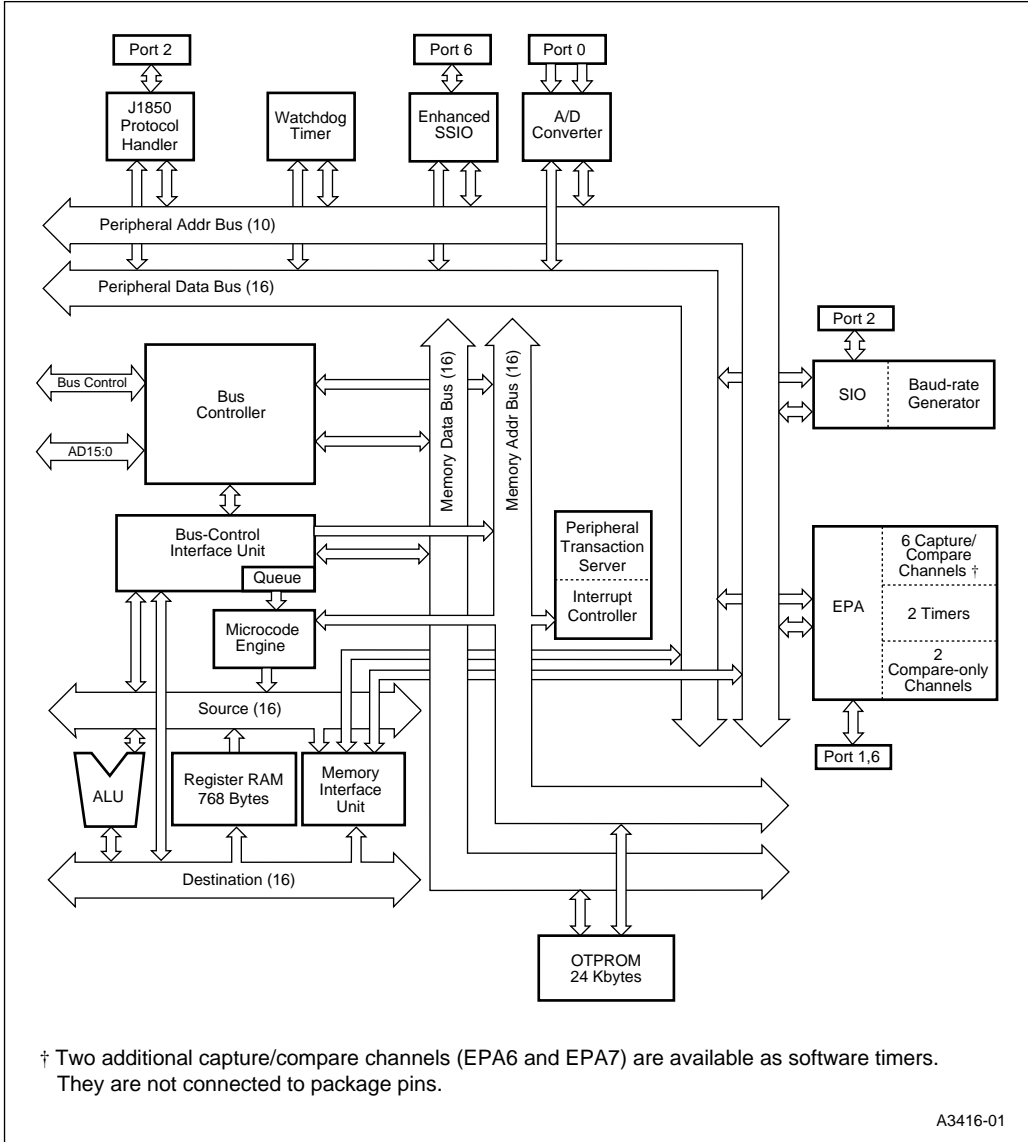 Port 2
Port 6
Port 0
J1850
Protocol
Handler
Watchdog
Timer
Enhanced
SSIO
A/D
Converter
Peripheral Addr Bus (10)
Peripheral Data Bus (16)
Port 2
Bus Control
AD15:0
Bus
Controller
Memory Data Bus (16)
Memory Addr Bus (16)
SIO
Baud-rate
Generator
Bus-Control
Interface Unit
Queue
Microcode
Engine
Peripheral
Transaction
Server
Interrupt
Controller
EPA
6 Capture/
Compare
Channels †
2 Timers
2
Compare-only
Channels
Port 1,6
Source (16)
ALU
Register RAM
768 Bytes
Memory
Interface
Unit
Destination (16)
OTPROM
24 Kbytes
† Two additional capture/compare channels (EPA6 and EPA7) are available as software timers.
They are not connected to package pins.
A3416-01